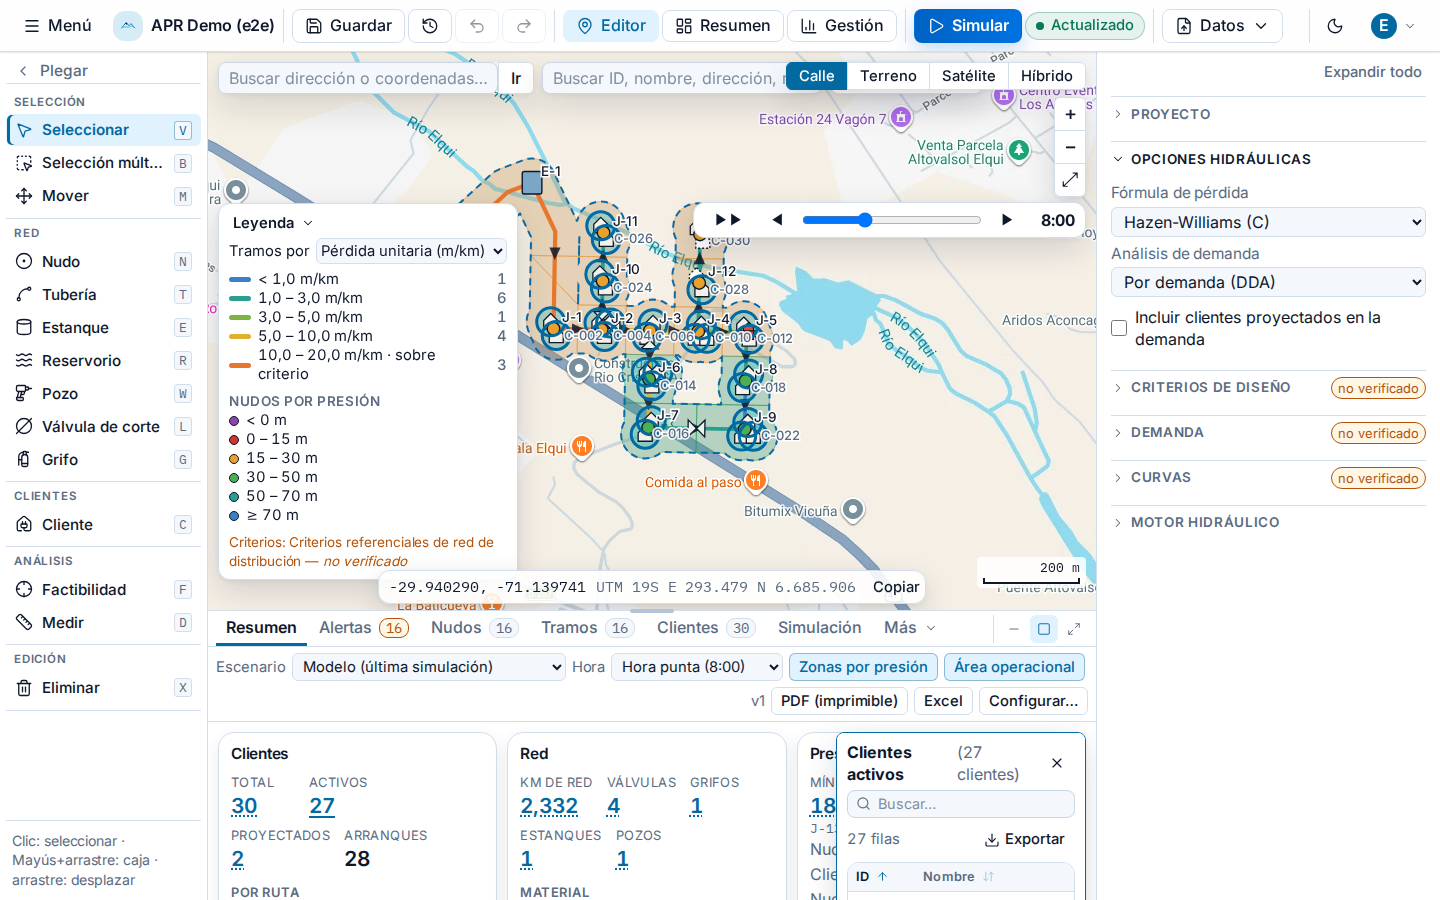 Menú
APR Demo (e2e)
Guardar
Editor
Resumen
Gestión
Simular
Actualizado
Datos
E
Plegar
SELECCIÓN
Seleccionar V
Selección múlt... B
Mover M
RED
Nudo N
Tubería T
Estanque E
Reservorio R
Pozo W
Válvula de corte L
Grifo G
CLIENTES
Cliente C
ANÁLISIS
Factibilidad F
Medir D
EDICIÓN
Eliminar X
Clic: seleccionar ·
Mayús+arrastre: caja ·
arrastre: desplazar
Buscar dirección o coordenadas...
Ir
Buscar ID, nombre, dirección,
Calle
Terreno
Satélite
Híbrido
+
−
Río Elqui
Estación 24 Vagón 7
Venta Parcela
Altovalsol Elqui
8:00
Leyenda
Tramos por Pérdida unitaria (m/km)
< 1,0 m/km 1
1,0 – 3,0 m/km 6
3,0 – 5,0 m/km 1
5,0 – 10,0 m/km 4
10,0 – 20,0 m/km · sobre
criterio 3
NUDOS POR PRESIÓN
< 0 m
0 – 15 m
15 – 30 m
30 – 50 m
50 – 70 m
≥ 70 m
Criterios: Criterios referenciales de red de
distribución — no verificado
E-1
J-11
C-026
C-030
J-10
C-024
J-12
C-028
J-1
C-002
J-2
C-004
J-3
C-006
J-4
C-010
J-5
C-012
J-6
C-014
J-8
C-018
J-7
C-016
J-9
C-022
Río Elqui
Río Elqui
Río Elqui
Comida al paso
Bitumix Vicuña
200 m
-29.940290, -71.139741 UTM 19S E 293.479 N 6.685.906 Copiar
Resumen
Alertas 16
Nudos 16
Tramos 16
Clientes 30
Simulación
Más
Escenario Modelo (última simulación)
Hora Hora punta (8:00)
Zonas por presión
Área operacional
v1
PDF (imprimible)
Excel
Configurar...
Clientes
TOTAL ACTIVOS
30 27
PROYECTADOS ARRANQUES
2 28
POR RUTA
Red
KM DE RED VÁLVULAS GRIFOS
2,332 4 1
ESTANQUES POZOS
1 1
MATERIAL
Clientes
activos
(27
clientes)
Buscar...
27 filas
Exportar
ID ↑ Nombre
Expandir todo
PROYECTO
OPCIONES HIDRÁULICAS
Fórmula de pérdida
Hazen-Williams (C)
Análisis de demanda
Por demanda (DDA)
Incluir clientes proyectados en la
demanda
CRITERIOS DE DISEÑO no verificado
DEMANDA no verificado
CURVAS no verificado
MOTOR HIDRÁULICO